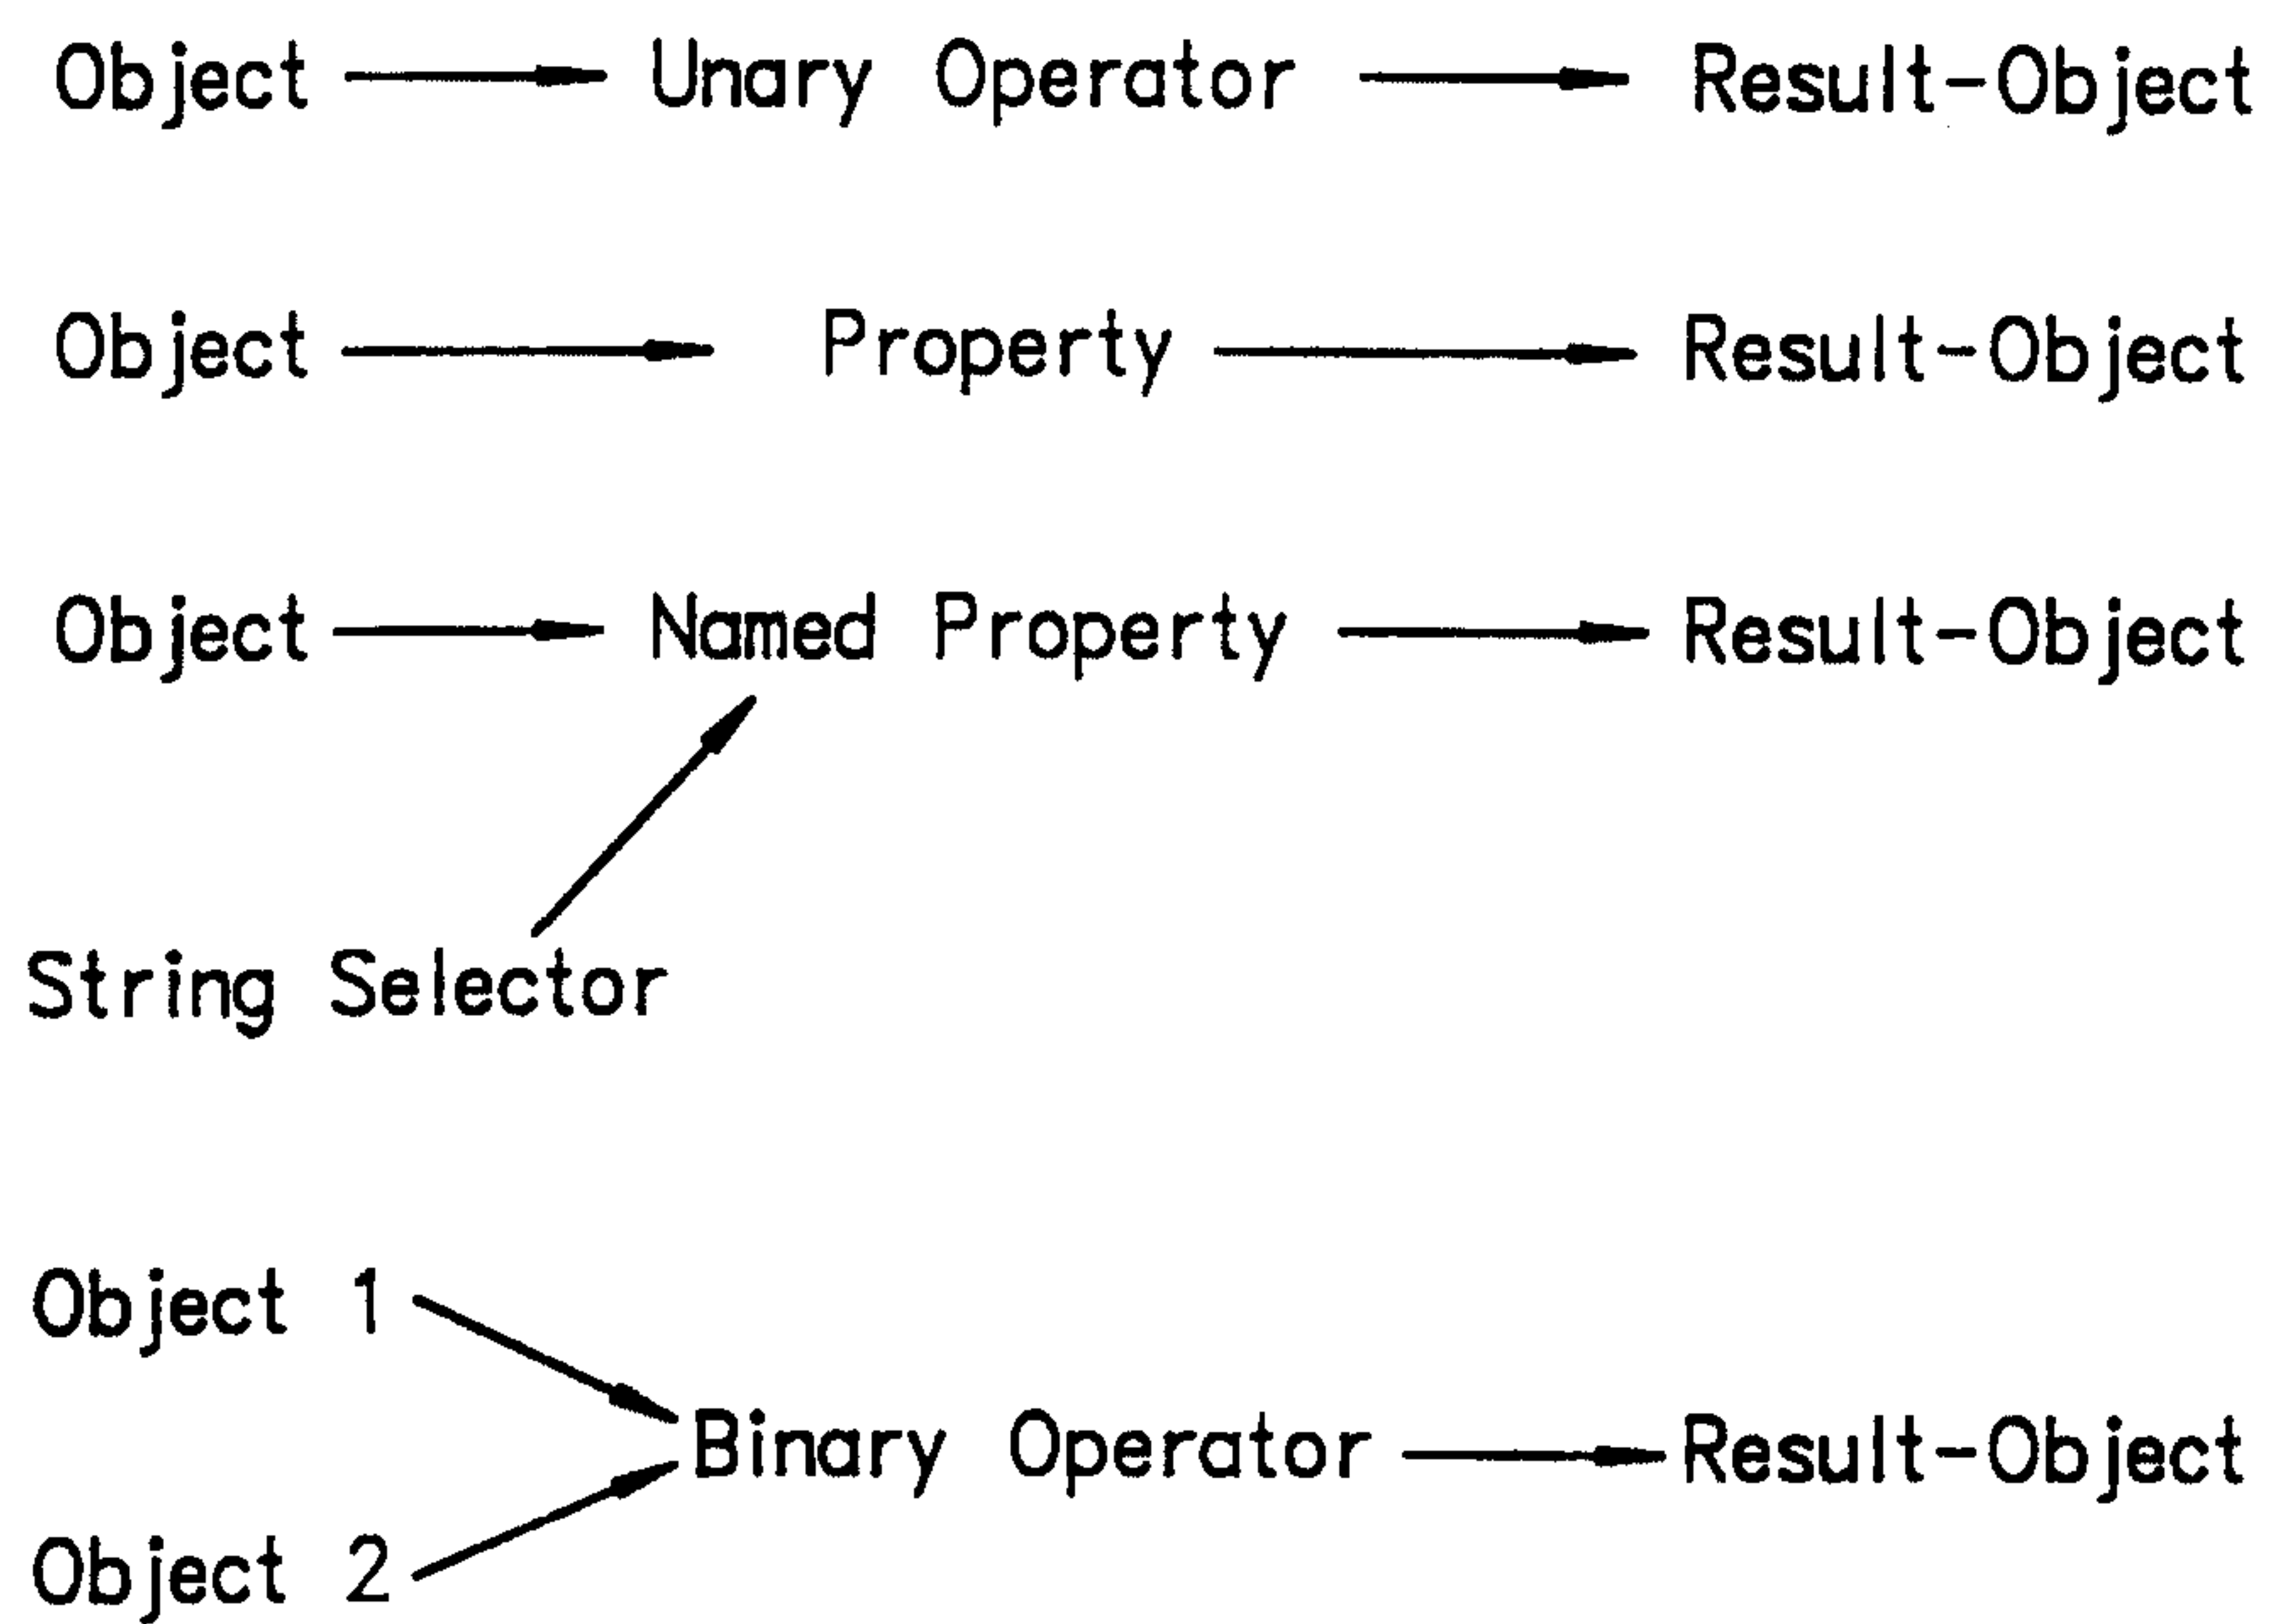 Object Unary Operator Result-Object
Object Property Result-Object
Object Named Property Result-Object
String Selector
Object 1
Binary Operator Result-Object
Object 2